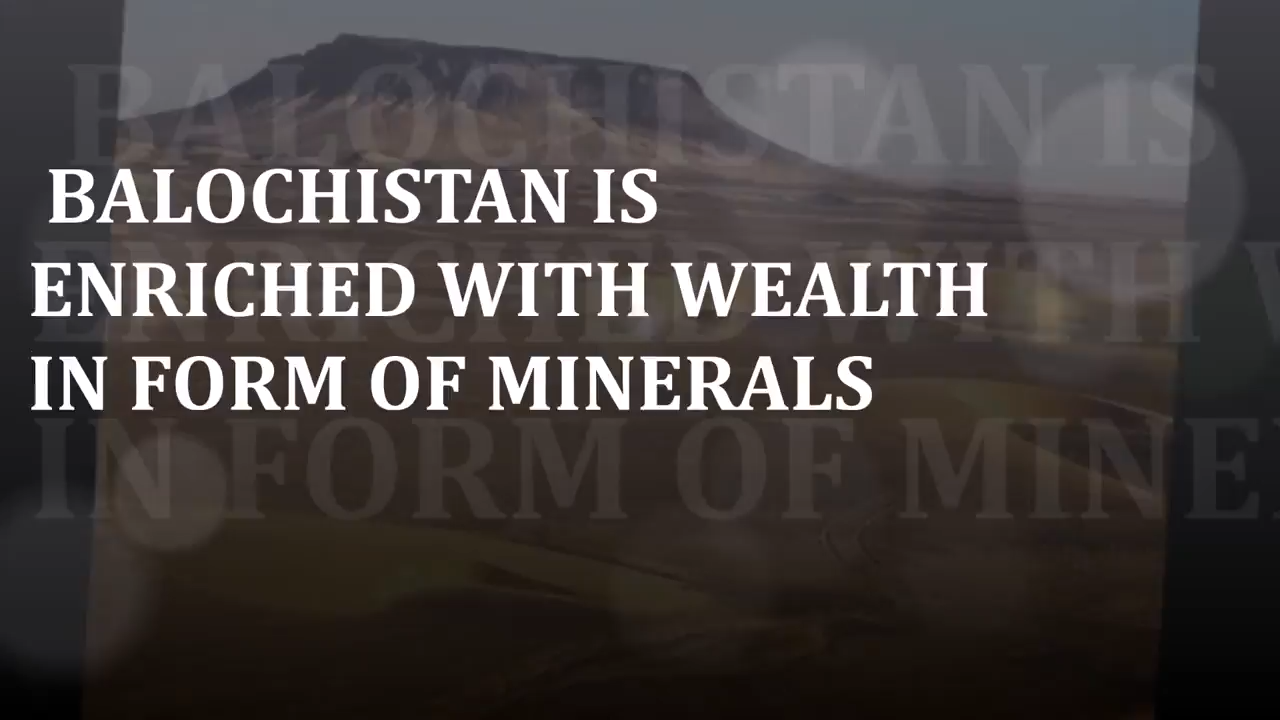 BALOCHISTAN IS
ENRICHED WITH WEALTH
IN FORM OF MINERALS